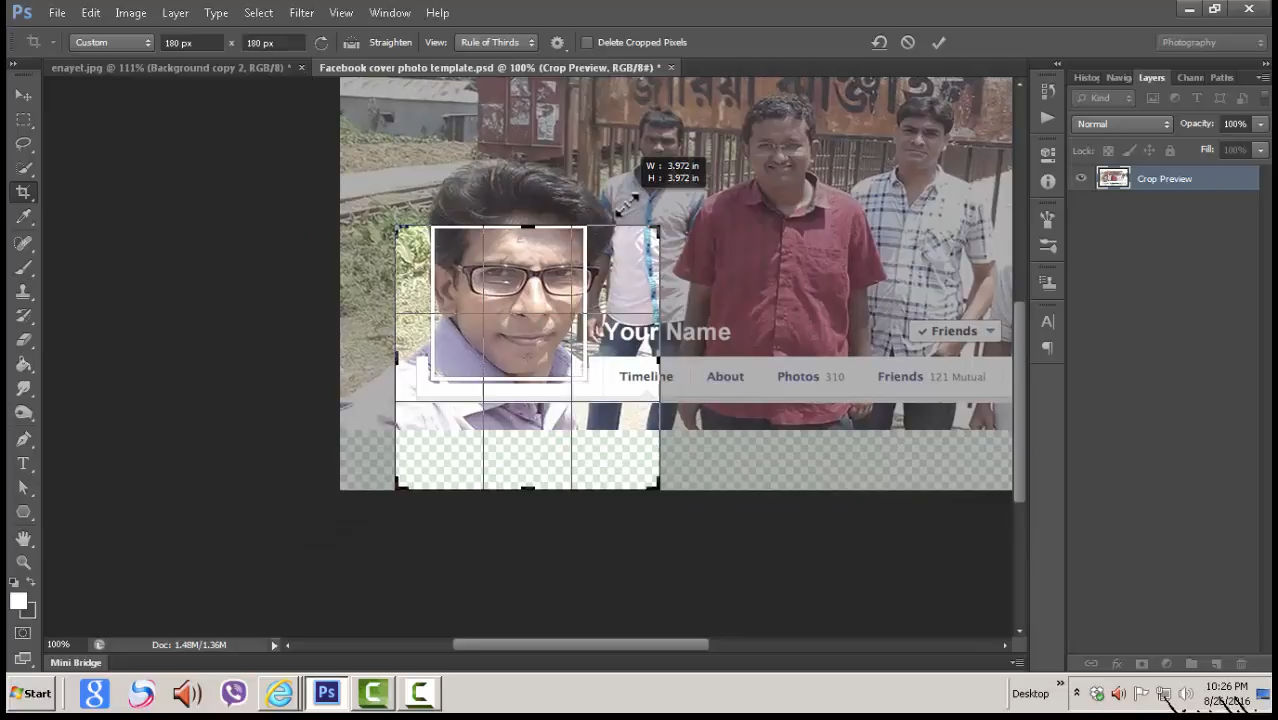 Ps File Edit Image Layer Type Select Filter View Window Help
Custom 180 px x 180 px Straighten View: Rule of Thirds Delete Cropped Pixels Photography
enayet.jpg @ 111% (Background copy 2, RGB/8) * × Facebook cover photo template.psd @ 100% (Crop Preview, RGB/8#) * ×
Histor Navig Layers Chann Paths
Kind
Normal Opacity: 100%
Lock: Fill: 100%
Crop Preview
W : 3.972 in
H : 3.972 in
Your Name
Friends
Timeline About Photos 310 Friends 121 Mutual
100% Doc: 1.48M/1.36M
Mini Bridge
Start Desktop 10:26 PM
8/26/2016